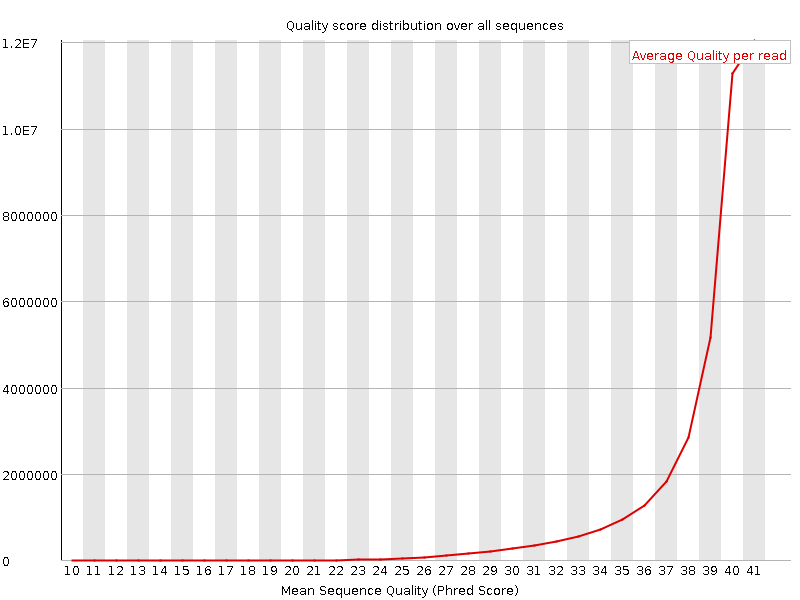 Quality score distribution over all sequences
1.2E7
Average Quality per read
1.0E7
8000000
6000000
4000000
2000000
0
10 11 12 13 14 15 16 17 18 19 20 21 22 23 24 25 26 27 28 29 30 31 32 33 34 35 36 37 38 39 40 41
Mean Sequence Quality (Phred Score)